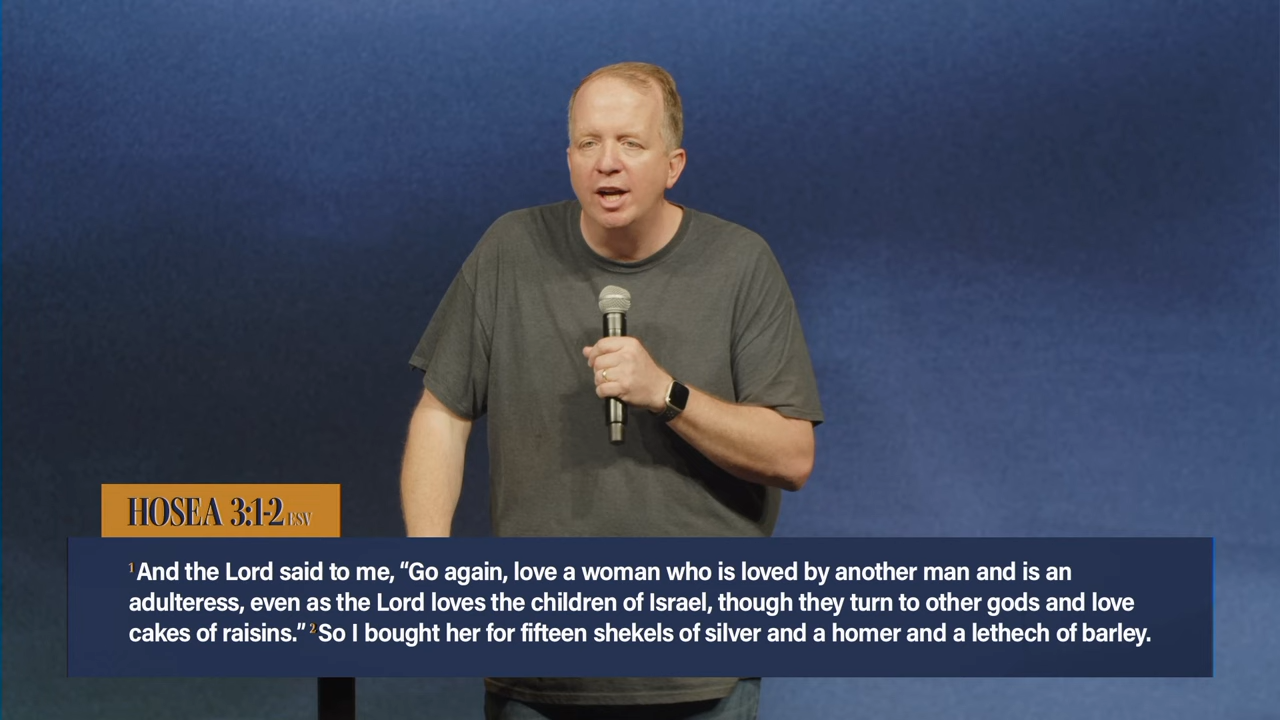 HOSEA 3:1-2 ESV
1 And the Lord said to me, “Go again, love a woman who is loved by another man and is an
adulteress, even as the Lord loves the children of Israel, though they turn to other gods and love
cakes of raisins.” 2 So I bought her for fifteen shekels of silver and a homer and a lethech of barley.